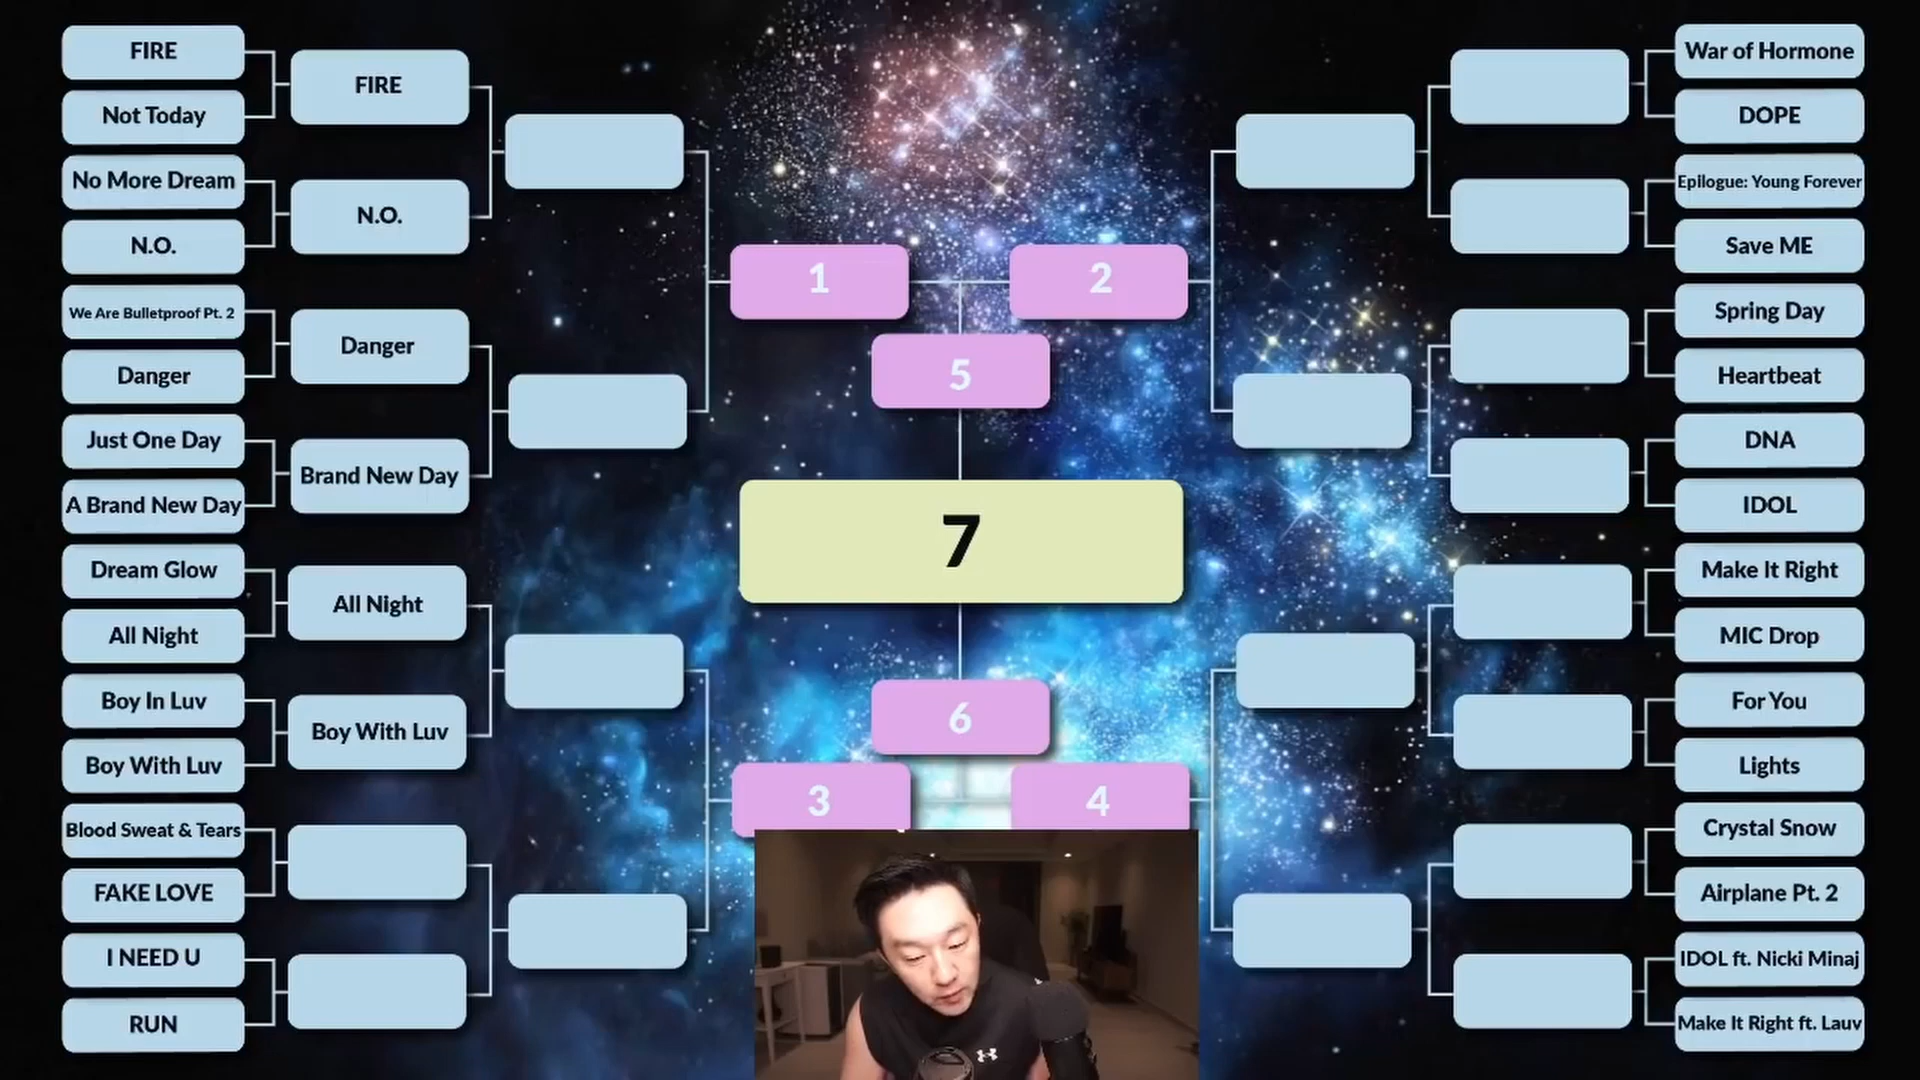 FIRE
Not Today
No More Dream
N.O.
We Are Bulletproof Pt. 2
Danger
Just One Day
A Brand New Day
Dream Glow
All Night
Boy In Luv
Boy With Luv
Blood Sweat & Tears
FAKE LOVE
I NEED U
RUN
FIRE
N.O.
Danger
Brand New Day
All Night
Boy With Luv
1
2
5
7
6
3
4
War of Hormone
DOPE
Epilogue: Young Forever
Save ME
Spring Day
Heartbeat
DNA
IDOL
Make It Right
MIC Drop
For You
Lights
Crystal Snow
Airplane Pt. 2
IDOL ft. Nicki Minaj
Make It Right ft. Lauv